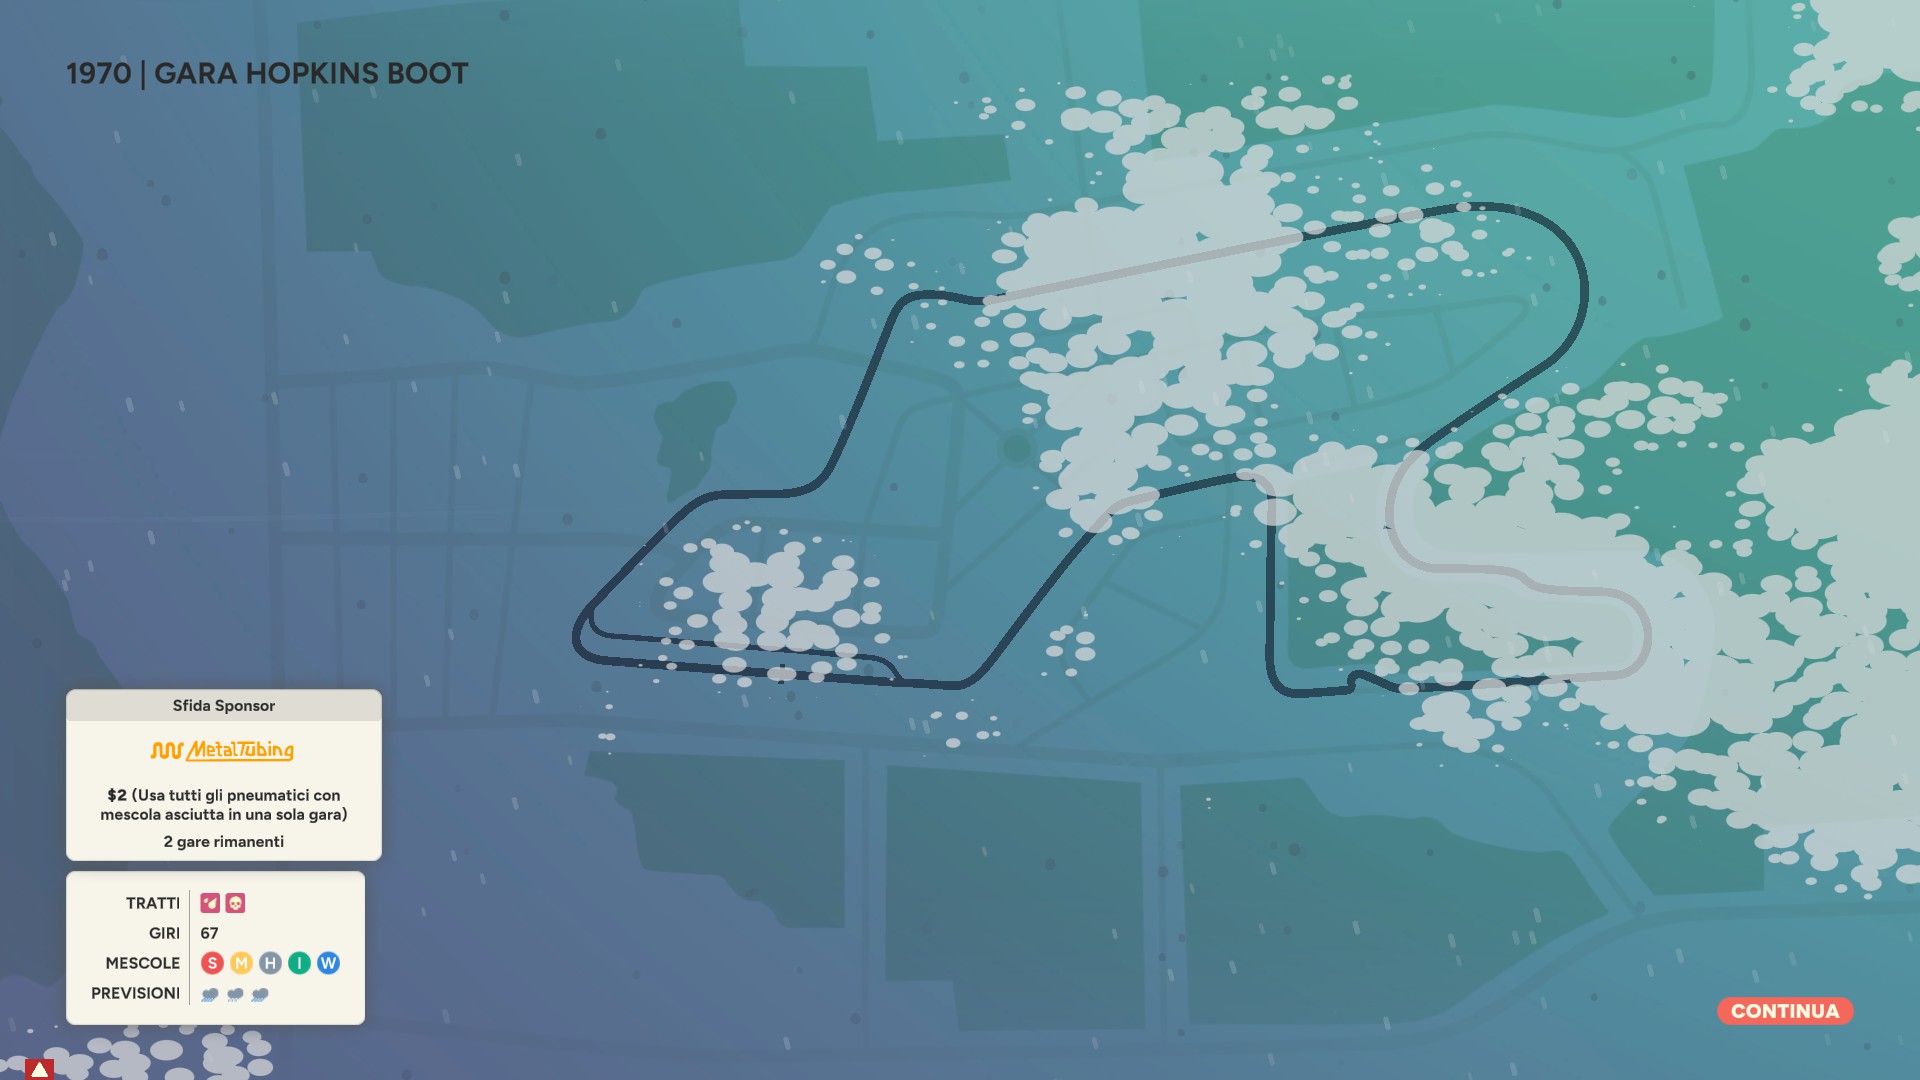 1970 | GARA HOPKINS BOOT
Sfida Sponsor
MetalTubing
$2 (Usa tutti gli pneumatici con
mescola asciutta in una sola gara)
2 gare rimanenti
TRATTI
GIRI 67
MESCOLE S M H I W
PREVISIONI
CONTINUA